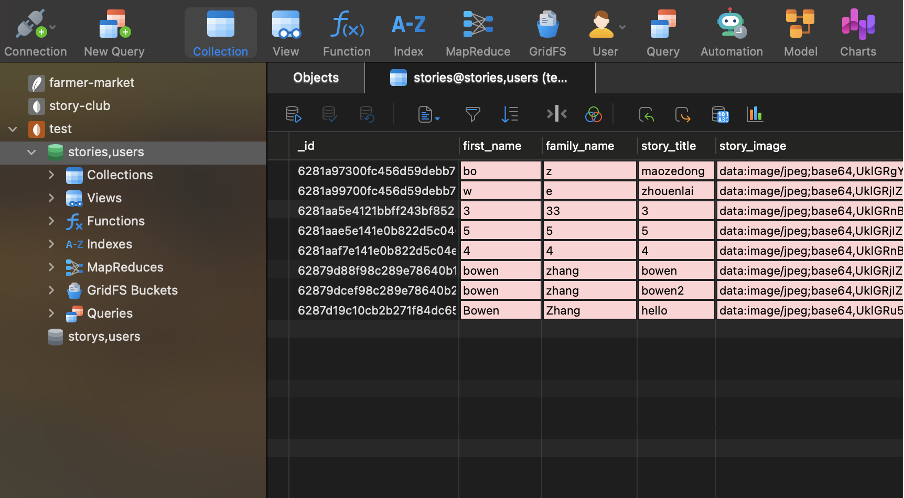 Connection New Query Collection View Function Index MapReduce GridFS User Query Automation Model Charts
farmer-market
story-club
test
stories,users
Collections
Views
Functions
Indexes
MapReduces
GridFS Buckets
Queries
storys,users
Objects stories@stories,users (te...
_id first_name family_name story_title story_image
6281a97300fc456d59debb7 bo z maozedong data:image/jpeg;base64,UklGRgY
6281a99700fc456d59debb7 w e zhouenlai data:image/jpeg;base64,UklGRjIZ
6281aa5e4121bbff243bf852 3 33 3 data:image/jpeg;base64,UklGRnB
6281aae5e141e0b822d5c04 5 5 5 data:image/jpeg;base64,UklGRjIZ
6281aaf7e141e0b822d5c04e 4 4 4 data:image/jpeg;base64,UklGRnB
62879d88f98c289e78640b1 bowen zhang bowen data:image/jpeg;base64,UklGRjIZ
62879dcef98c289e78640b2 bowen zhang bowen2 data:image/jpeg;base64,UklGRjIZ
6287d19c10cb2b271f84dc65 Bowen Zhang hello data:image/jpeg;base64,UklGRu5